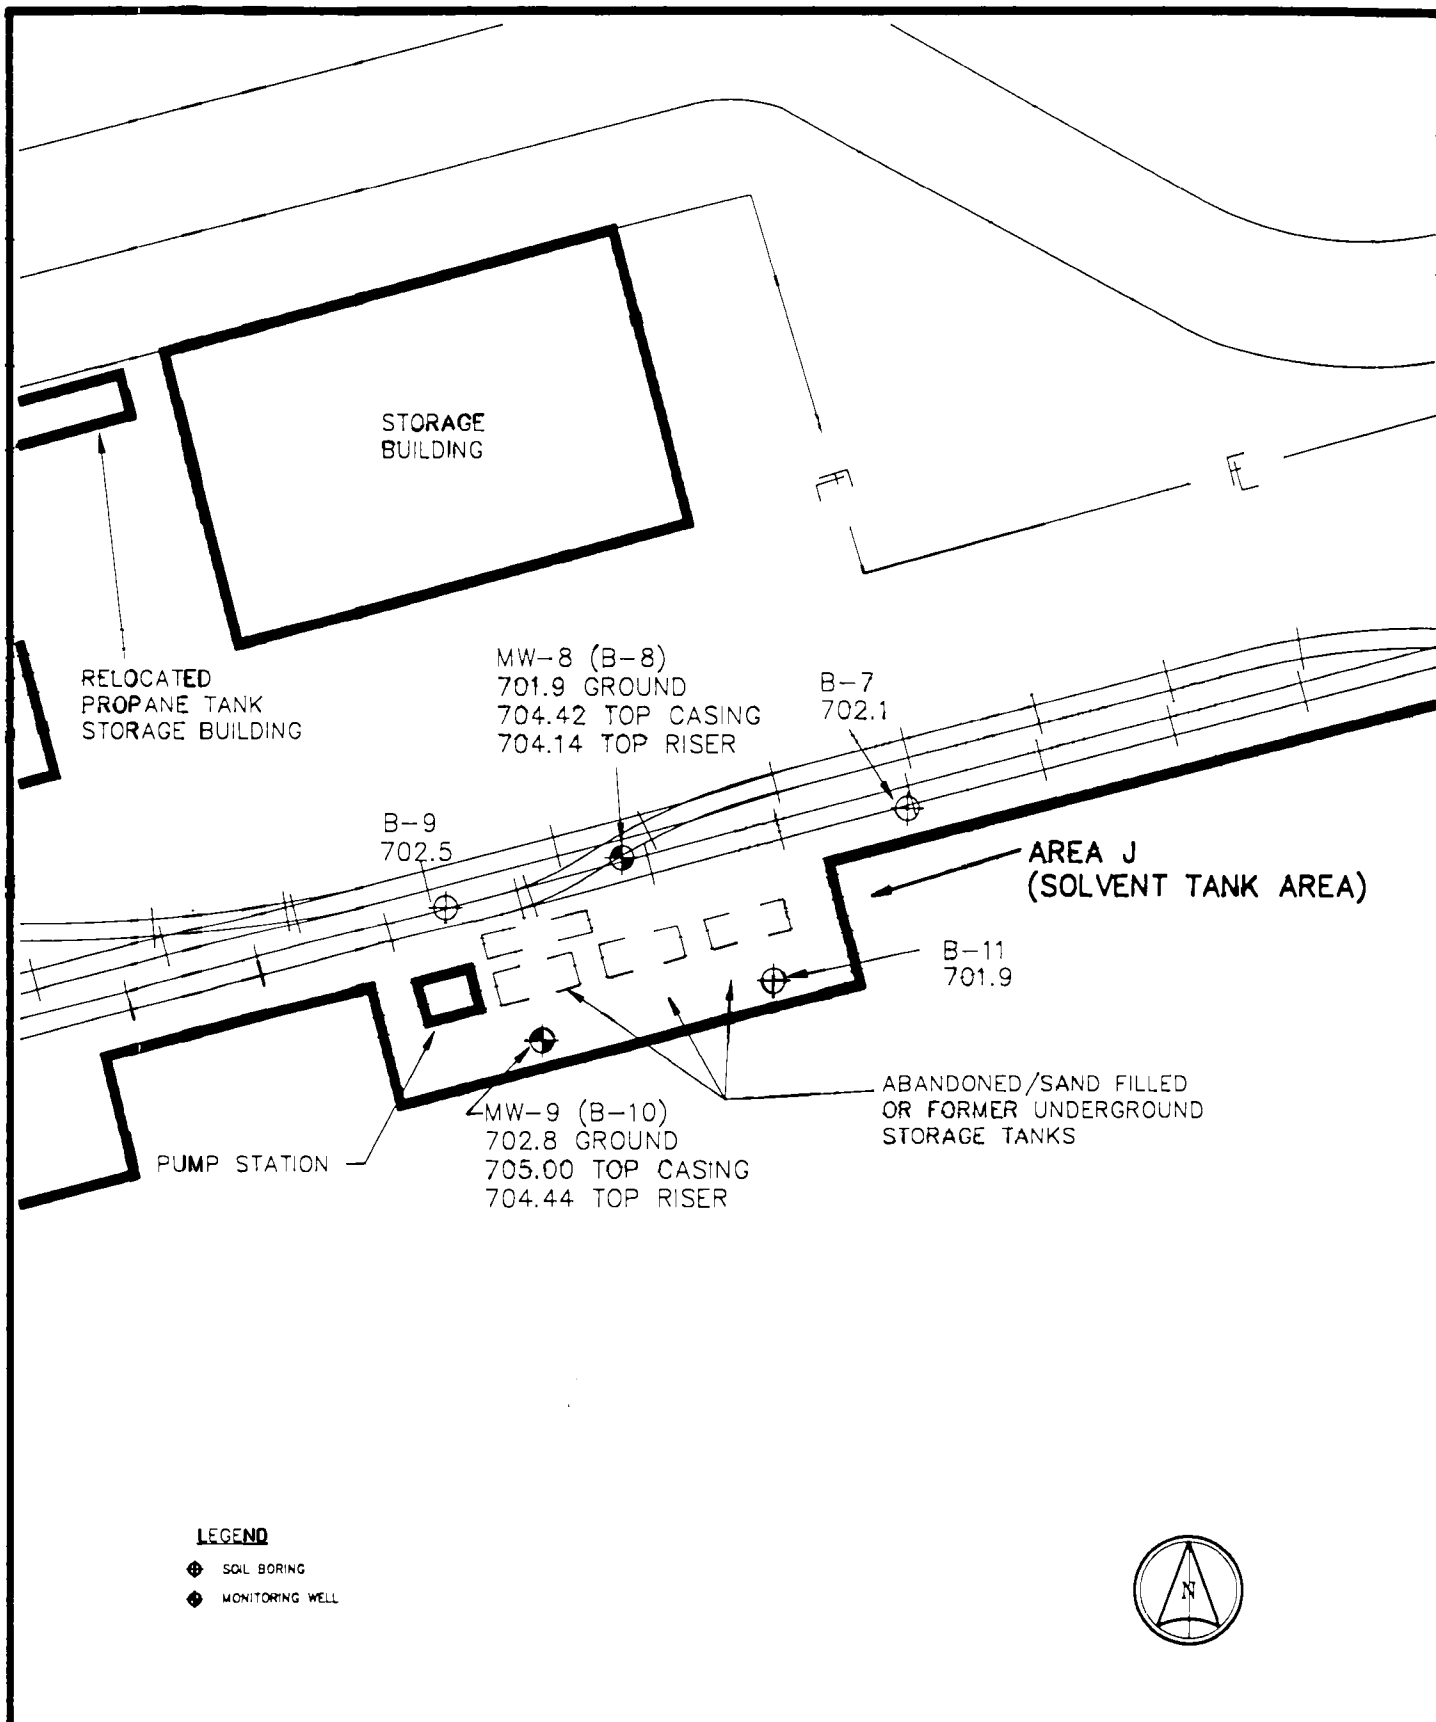 STORAGE
BUILDING
RELOCATED
PROPANE TANK
STORAGE BUILDING
MW-8 (B-8)
701.9 GROUND
704.42 TOP CASING
704.14 TOP RISER
B-7
702.1
B-9
702.5
AREA J
(SOLVENT TANK AREA)
B-11
701.9
MW-9 (B-10)
702.8 GROUND
705.00 TOP CASING
704.44 TOP RISER
PUMP STATION
ABANDONED/SAND FILLED
OR FORMER UNDERGROUND
STORAGE TANKS
LEGEND
SOIL BORING
MONITORING WELL
N